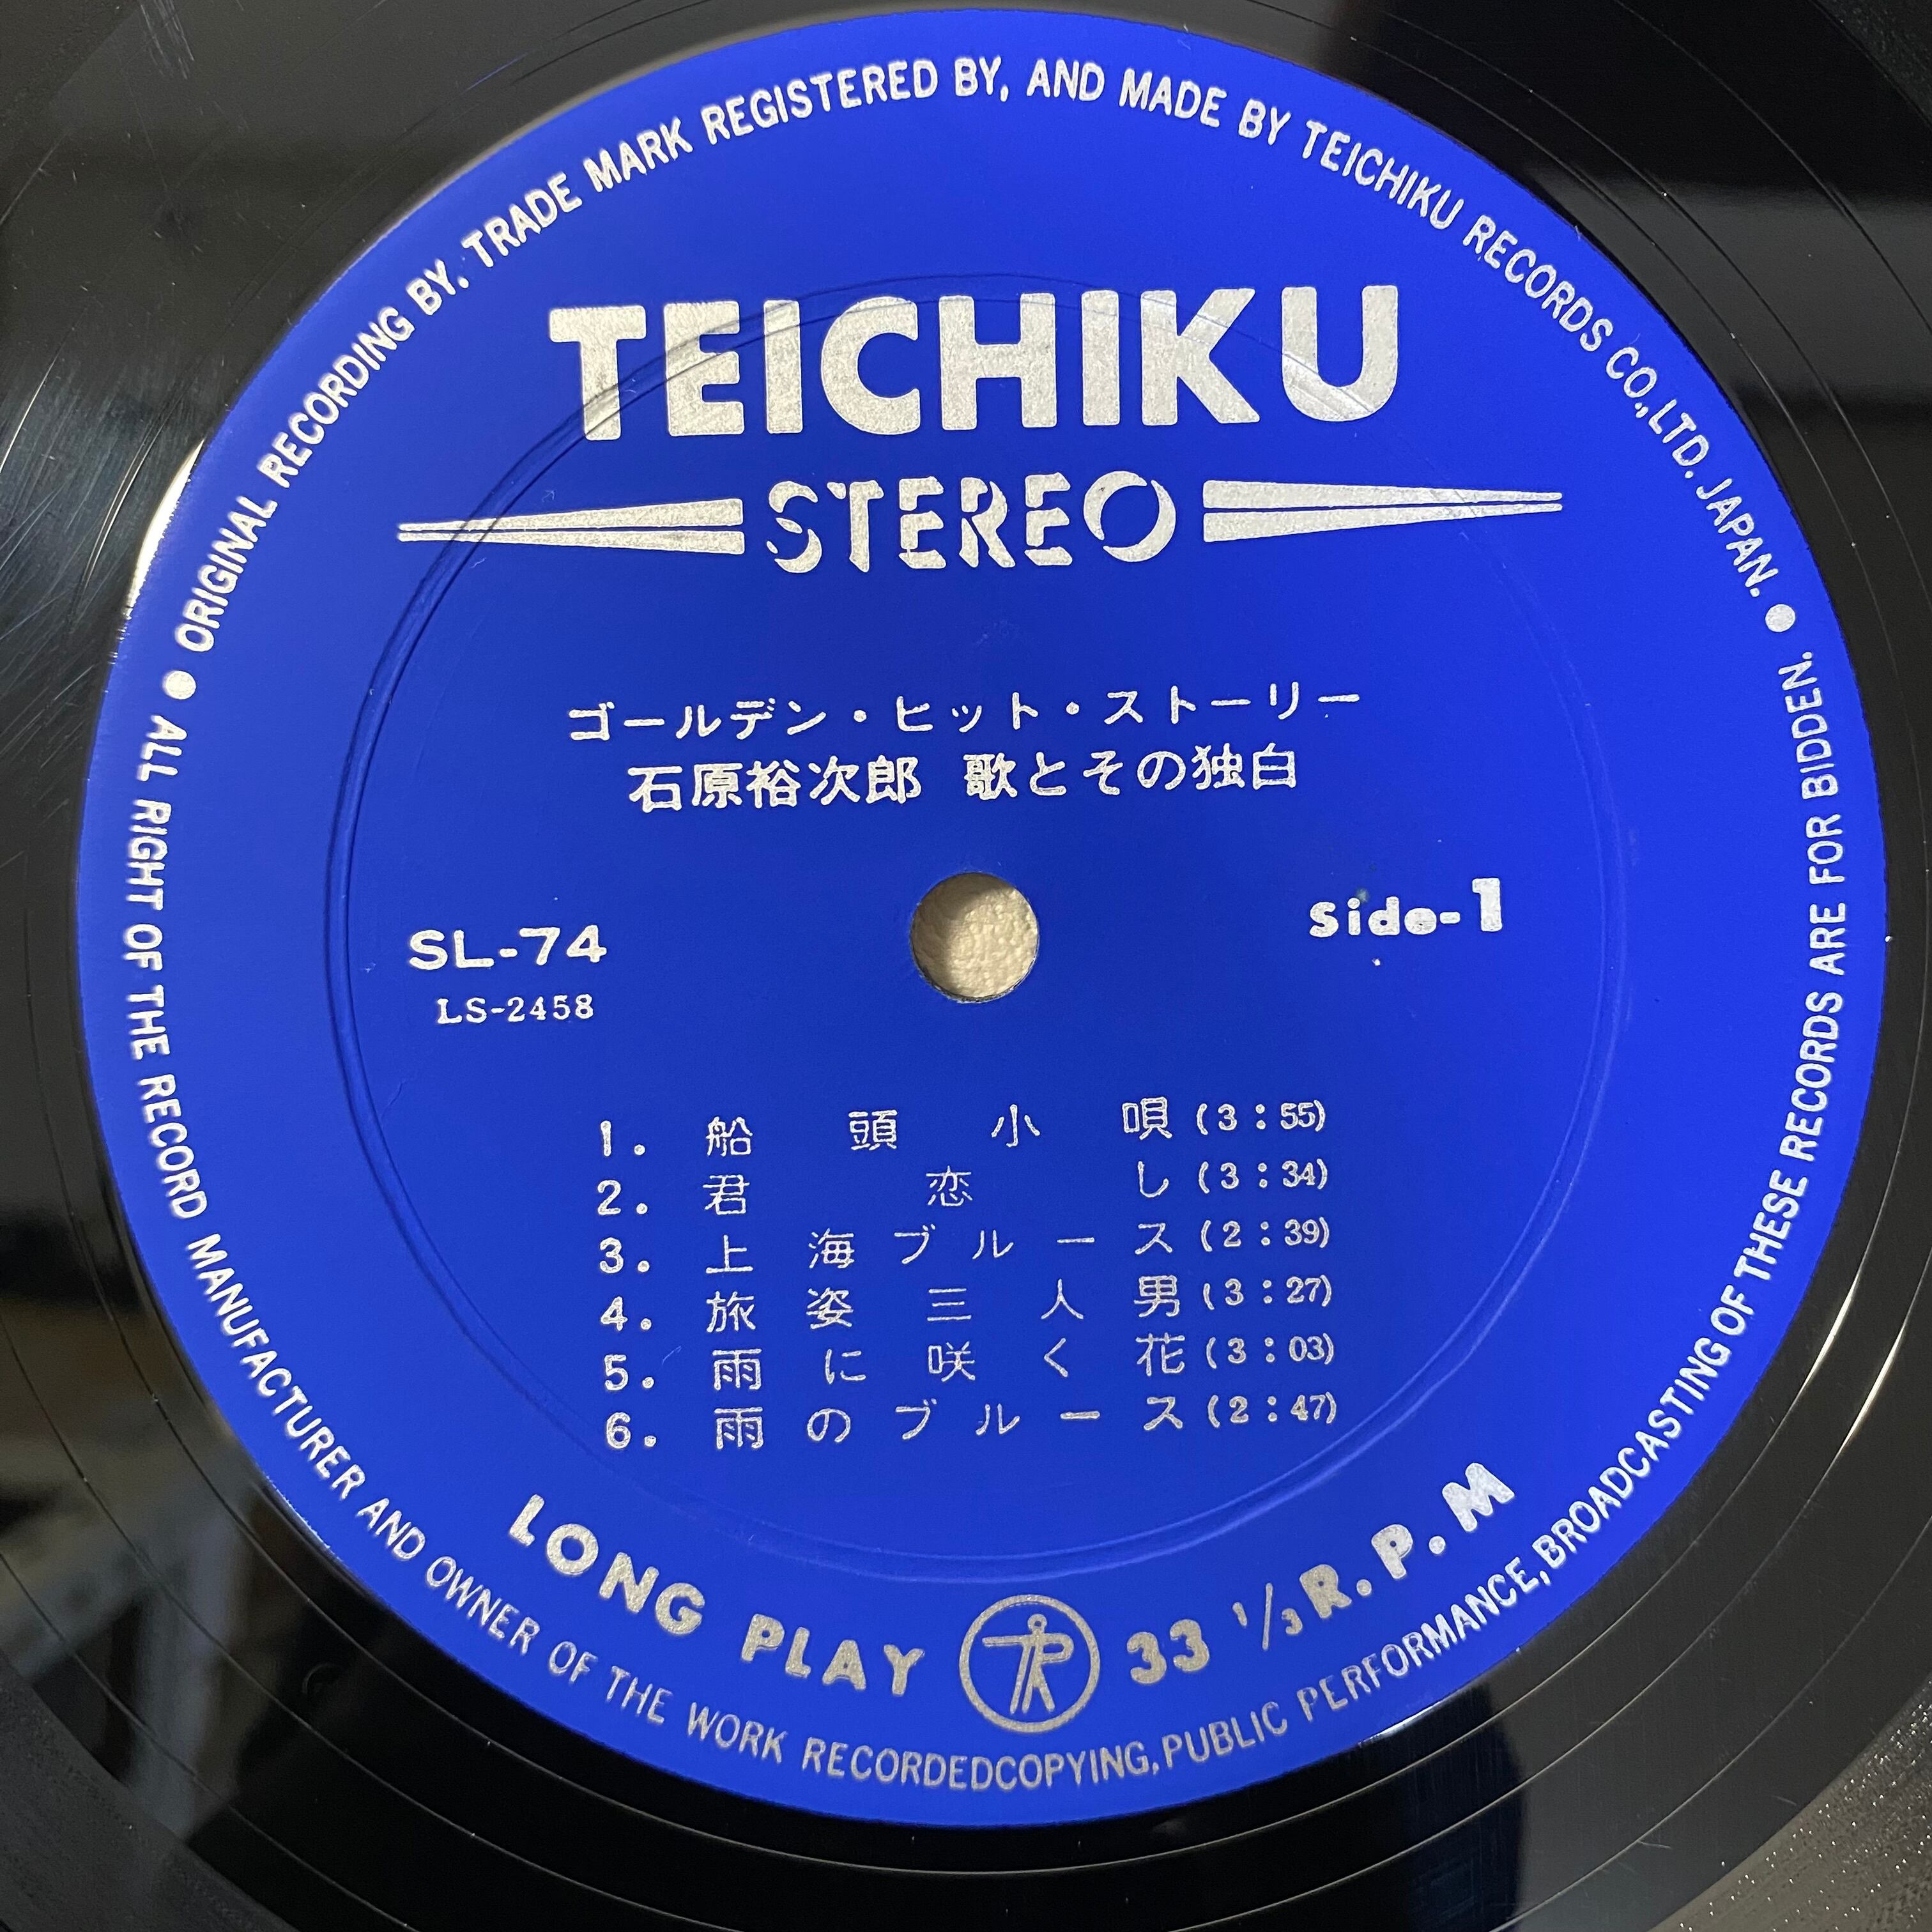 ● ORIGINAL RECORDING BY. TRADE MARK REGISTERED BY, AND MADE BY TEICHIKU RECORDS CO.,LTD. JAPAN. ●
TEICHIKU
STEREO
ゴールデン・ヒット・ストーリー
石原裕次郎 歌とその独白
SL-74
LS-2458
Side-1
1. 船頭小唄 (3:55)
2. 君恋し (3:34)
3. 上海ブルース (2:39)
4. 旅姿三人男 (3:27)
5. 雨に咲く花 (3:03)
6. 雨のブルース (2:47)
LONG PLAY TR 33 1/3 R.P.M
ALL RIGHT OF THE RECORD MANUFACTURER AND OWNER OF THE WORK RECORDEDCOPYING,PUBLIC PERFORMANCE,BROADCASTING OF THESE RECORDS ARE FOR BIDDEN.